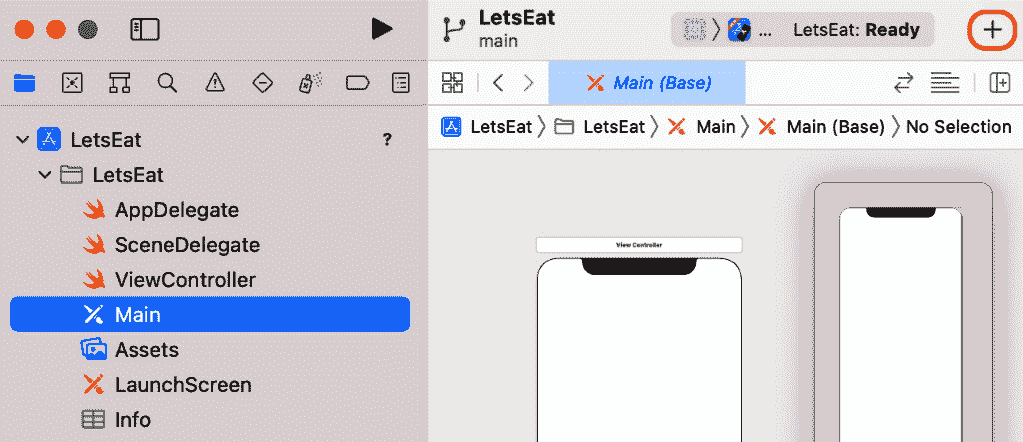 LetsEat
main
... LetsEat: Ready
Main (Base)
LetsEat LetsEat Main Main (Base) No Selection
LetsEat ?
LetsEat
AppDelegate
SceneDelegate
ViewController
Main
Assets
LaunchScreen
Info
View Controller